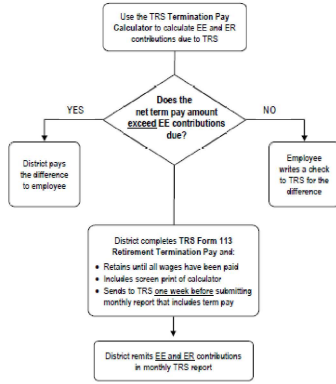 Use the TRS Termination Pay
Calculator to calculate EE and ER
contributions due to TRS
Does the
net term pay amount
exceed EE contributions
due?
YES
NO
District pays
the difference
to employee
Employee
writes a check
to TRS for the
difference
District completes TRS Form 113
Retirement Termination Pay and:
• Retains until all wages have been paid
• Includes screen print of calculator
• Sends to TRS one week before submitting
monthly report that includes term pay
District remits EE and ER contributions
in monthly TRS report